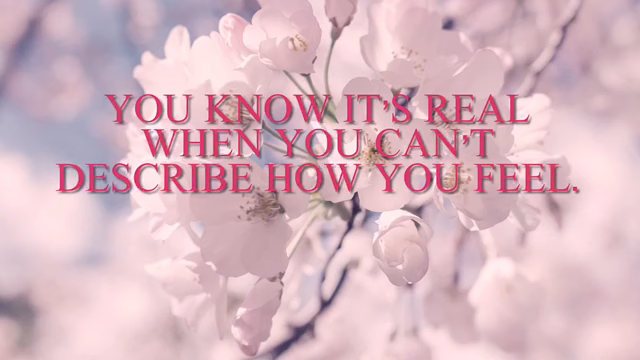 YOU KNOW IT'S REAL
WHEN YOU CAN'T
DESCRIBE HOW YOU FEEL.